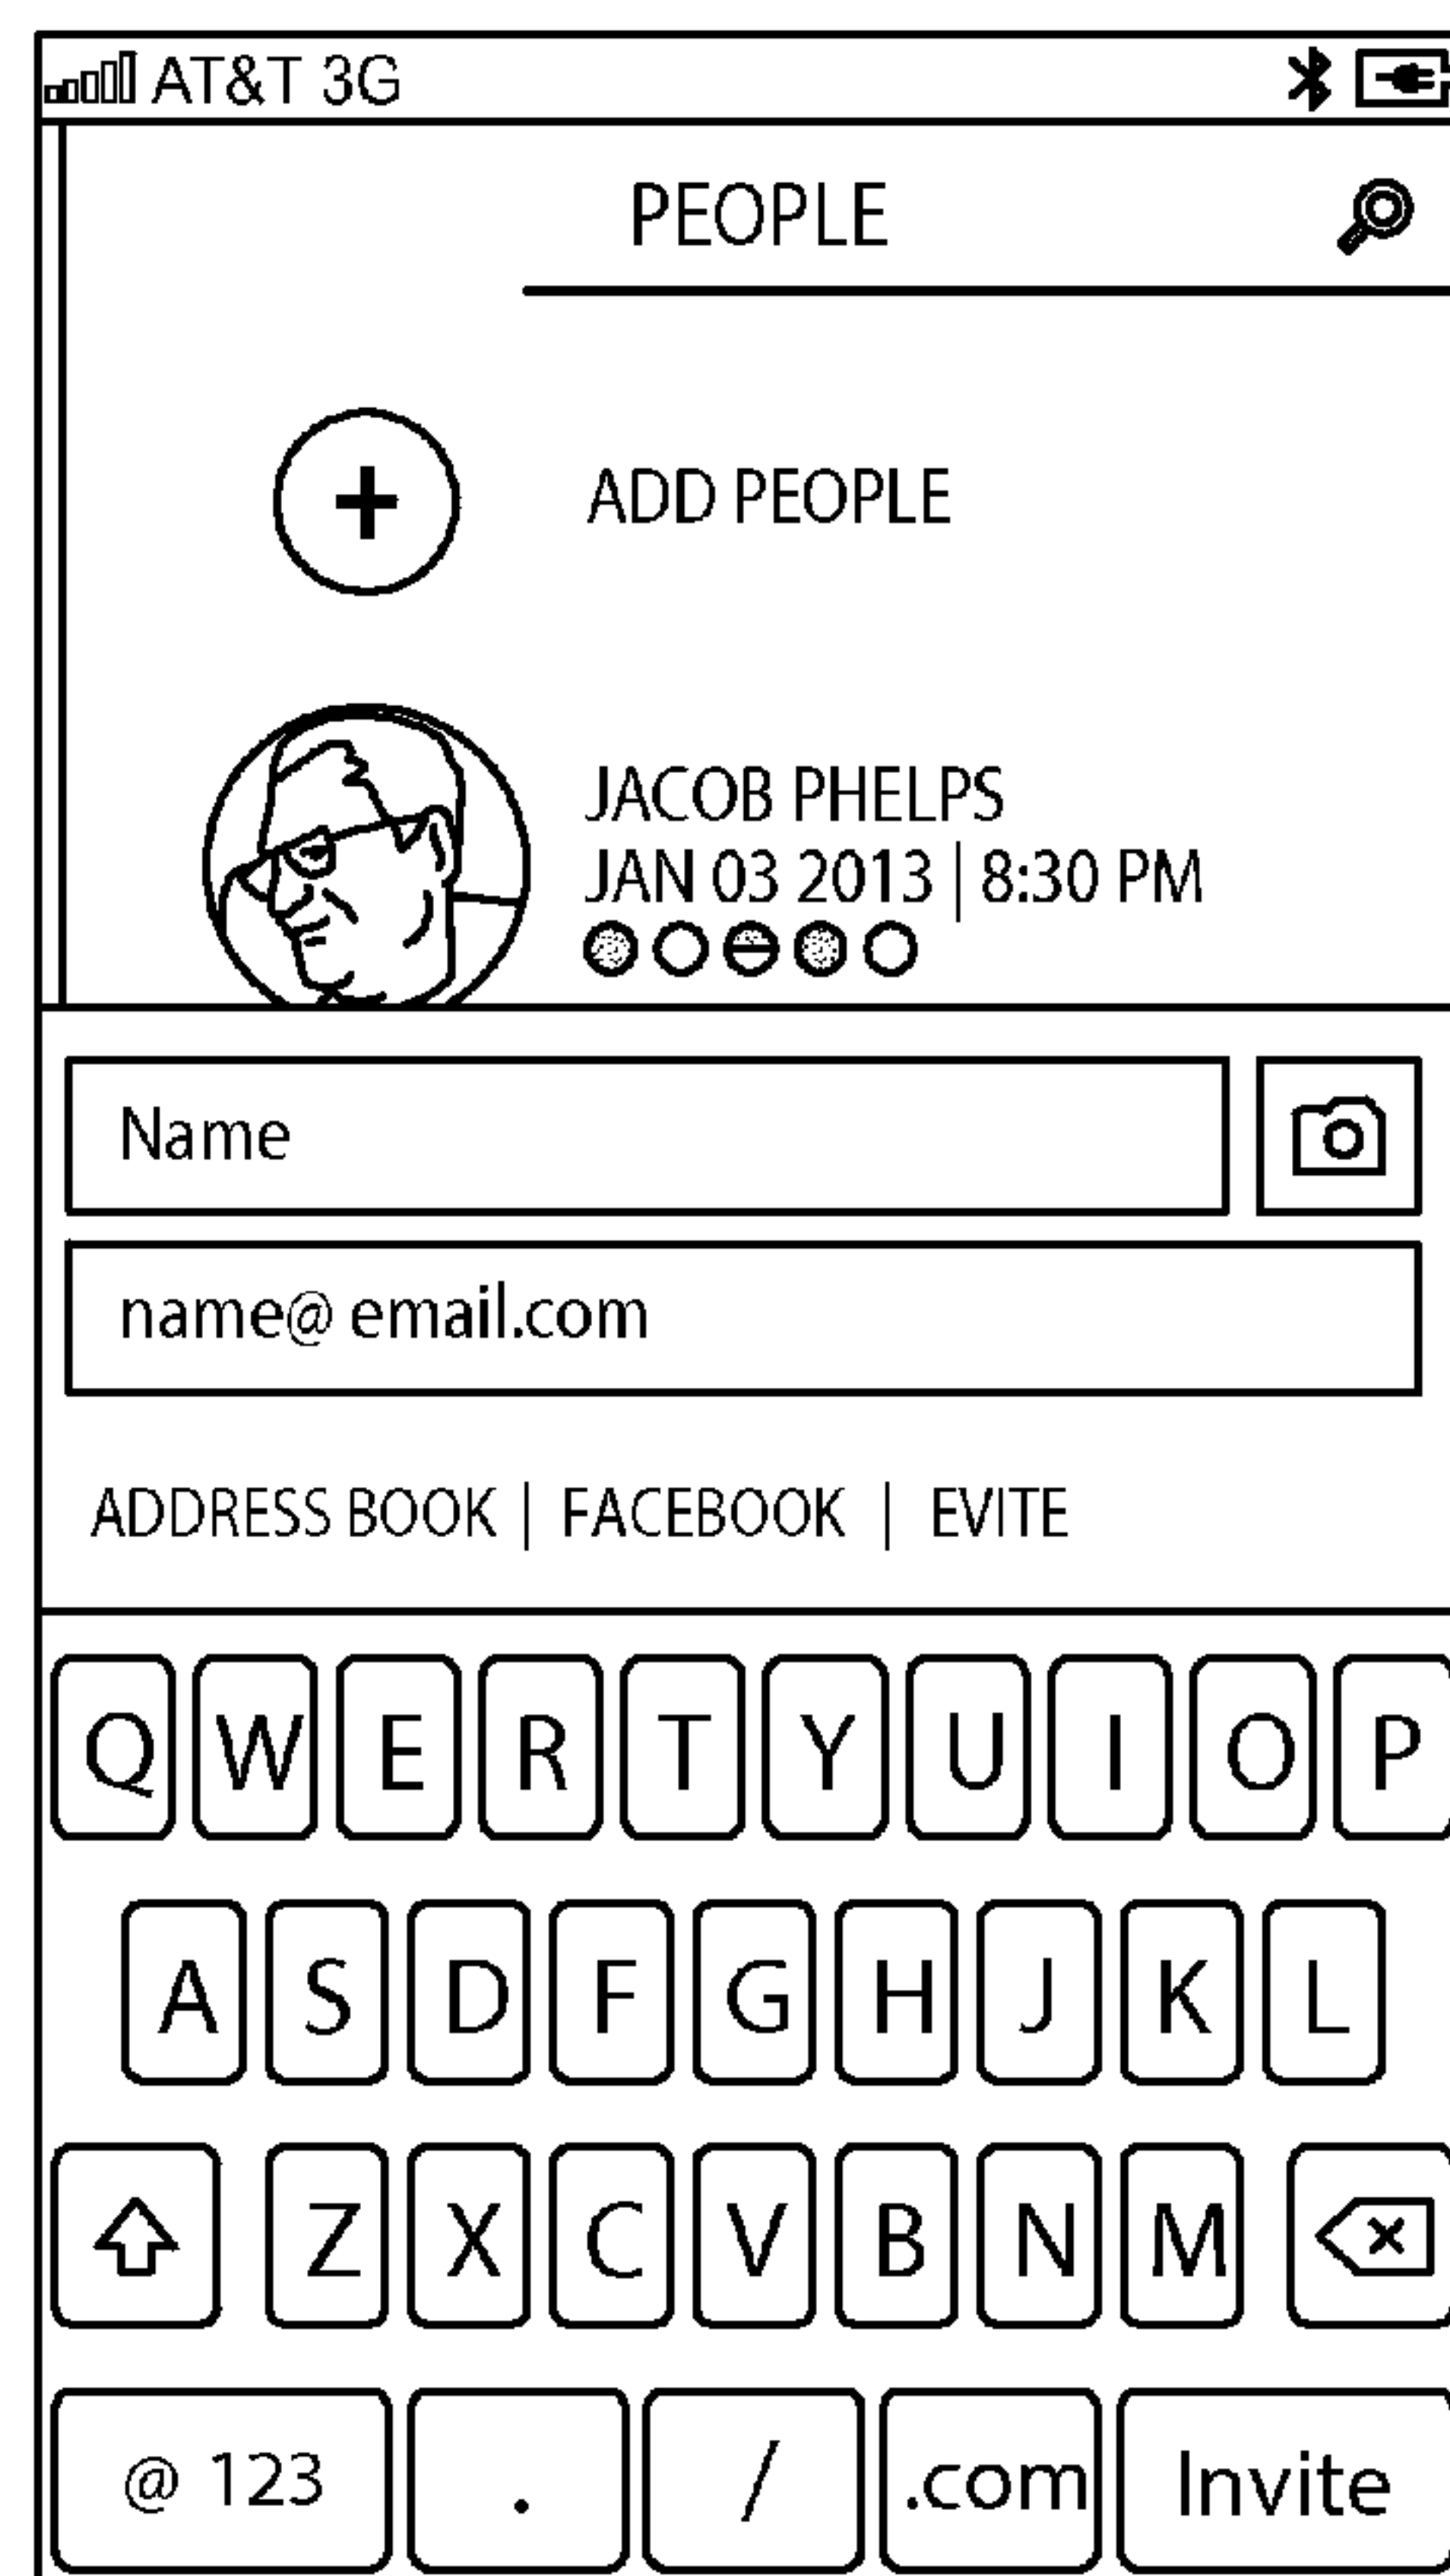 AT&T 3G
PEOPLE
ADD PEOPLE
JACOB PHELPS
JAN 03 2013 | 8:30 PM
Name
name@ email.com
ADDRESS BOOK | FACEBOOK | EVITE
Q W E R T Y U I O P
A S D F G H J K L
Z X C V B N M
@ 123 . / .com Invite